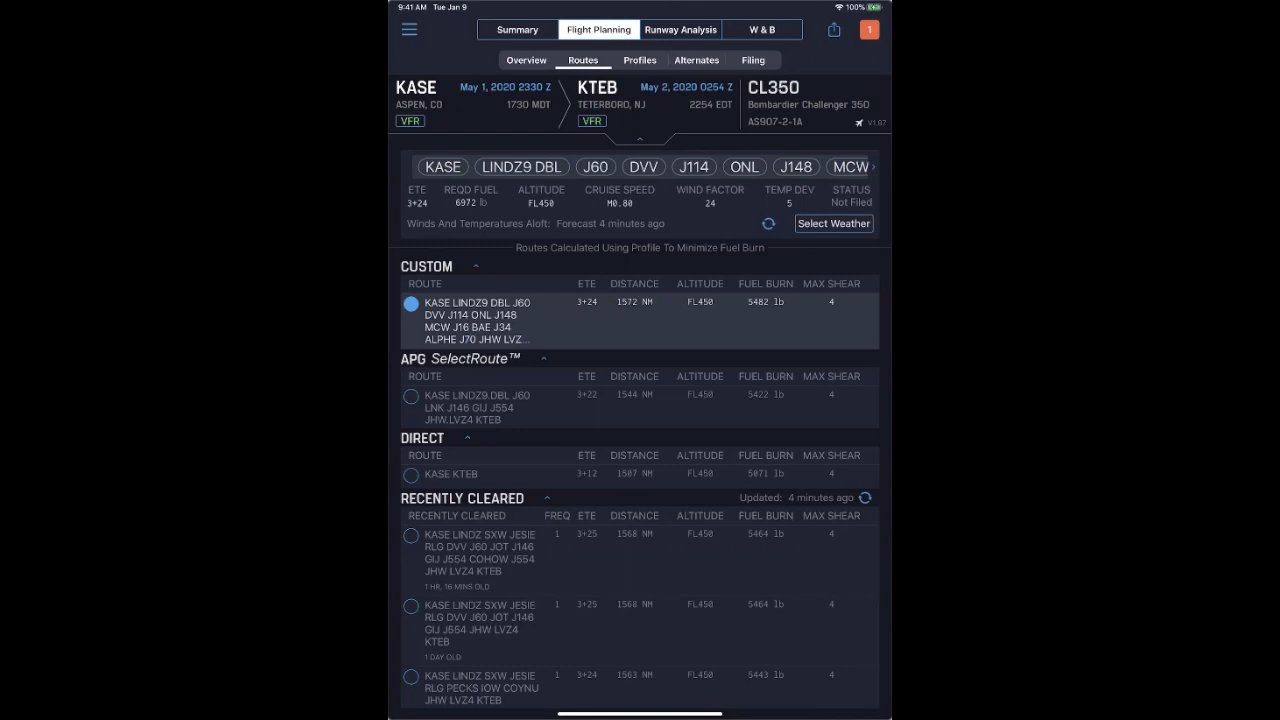 9:41 AM Tue Jan 9 100%
Summary Flight Planning Runway Analysis W & B 1
Overview Routes Profiles Alternates Filing
KASE May 1, 2020 2330 Z KTEB May 2, 2020 0254 Z CL350
ASPEN, CO 1730 MDT TETERBORO, NJ 2254 EDT Bombardier Challenger 350
VFR VFR AS907-2-1A V1.87
KASE LINDZ9 DBL J60 DVV J114 ONL J148 MCW
ETE REQD FUEL ALTITUDE CRUISE SPEED WIND FACTOR TEMP DEV STATUS
3+24 6972 lb FL450 M0.80 24 5 Not Filed
Winds And Temperatures Aloft: Forecast 4 minutes ago Select Weather
Routes Calculated Using Profile To Minimize Fuel Burn
CUSTOM
ROUTE ETE DISTANCE ALTITUDE FUEL BURN MAX SHEAR
KASE LINDZ9 DBL J60 3+24 1572 NM FL450 5482 lb 4
DVV J114 ONL J148
MCW J16 BAE J34
ALPHE J70 JHW LVZ...
APG SelectRoute™
ROUTE ETE DISTANCE ALTITUDE FUEL BURN MAX SHEAR
KASE LINDZ9.DBL J60 3+22 1544 NM FL450 5422 lb 4
LNK J146 GIJ J554
JHW.LVZ4 KTEB
DIRECT
ROUTE ETE DISTANCE ALTITUDE FUEL BURN MAX SHEAR
KASE KTEB 3+12 1507 NM FL450 5071 lb 4
RECENTLY CLEARED Updated: 4 minutes ago
RECENTLY CLEARED FREQ ETE DISTANCE ALTITUDE FUEL BURN MAX SHEAR
KASE LINDZ SXW JESIE 1 3+25 1568 NM FL450 5464 lb 4
RLG DVV J60 JOT J146
GIJ J554 COHOW J554
JHW LVZ4 KTEB
1 HR, 16 MINS OLD
KASE LINDZ SXW JESIE 1 3+25 1568 NM FL450 5464 lb 4
RLG DVV J60 JOT J146
GIJ J554 JHW LVZ4
KTEB
1 DAY OLD
KASE LINDZ SXW JESIE 1 3+24 1563 NM FL450 5443 lb 4
RLG PECKS IOW COYNU
JHW LVZ4 KTEB